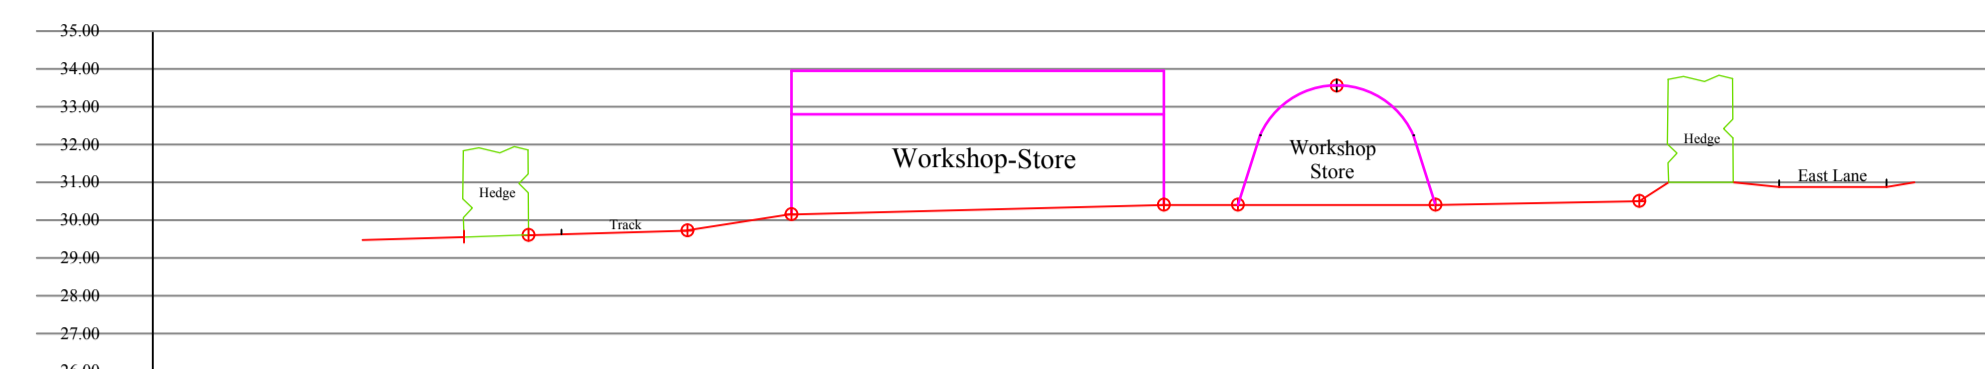 35.00
34.00
33.00
32.00
31.00
30.00
29.00
28.00
27.00
Hedge
Track
Workshop-Store
Workshop
Store
Hedge
East Lane